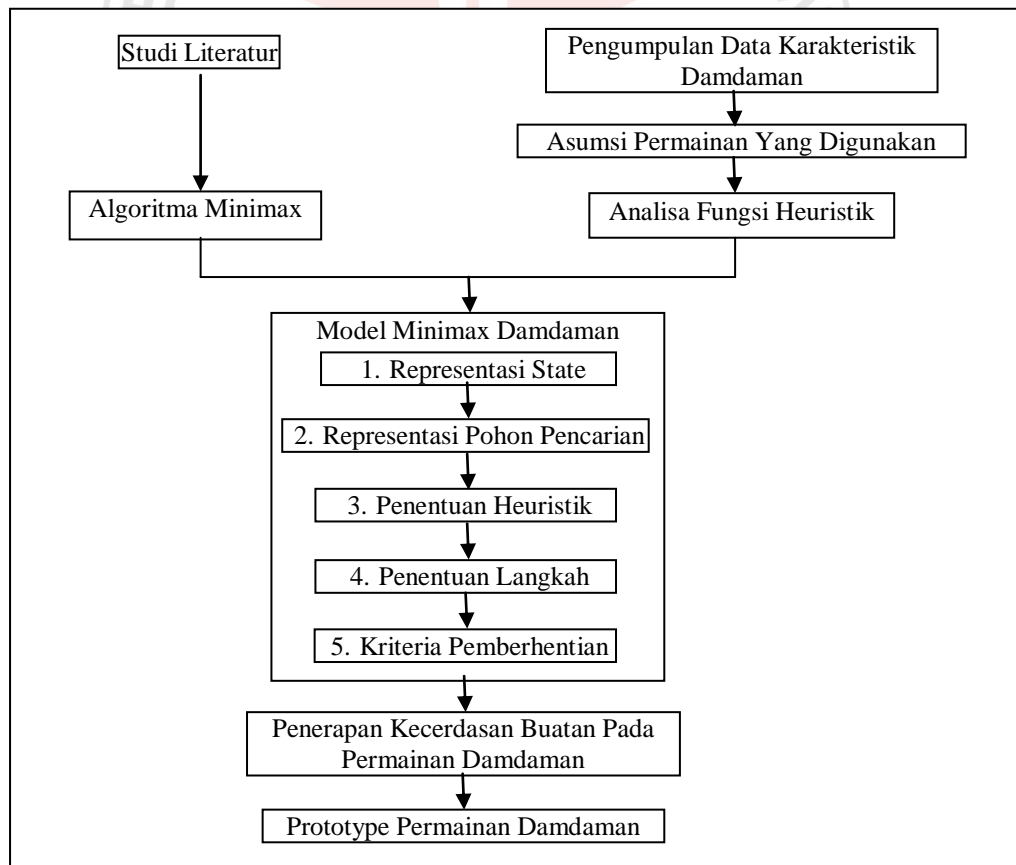 Studi Literatur
Pengumpulan Data Karakteristik
Damdaman
Asumsi Permainan Yang Digunakan
Algoritma Minimax
Analisa Fungsi Heuristik
Model Minimax Damdaman
1. Representasi State
2. Representasi Pohon Pencarian
3. Penentuan Heuristik
4. Penentuan Langkah
5. Kriteria Pemberhentian
Penerapan Kecerdasan Buatan Pada
Permainan Damdaman
Prototype Permainan Damdaman